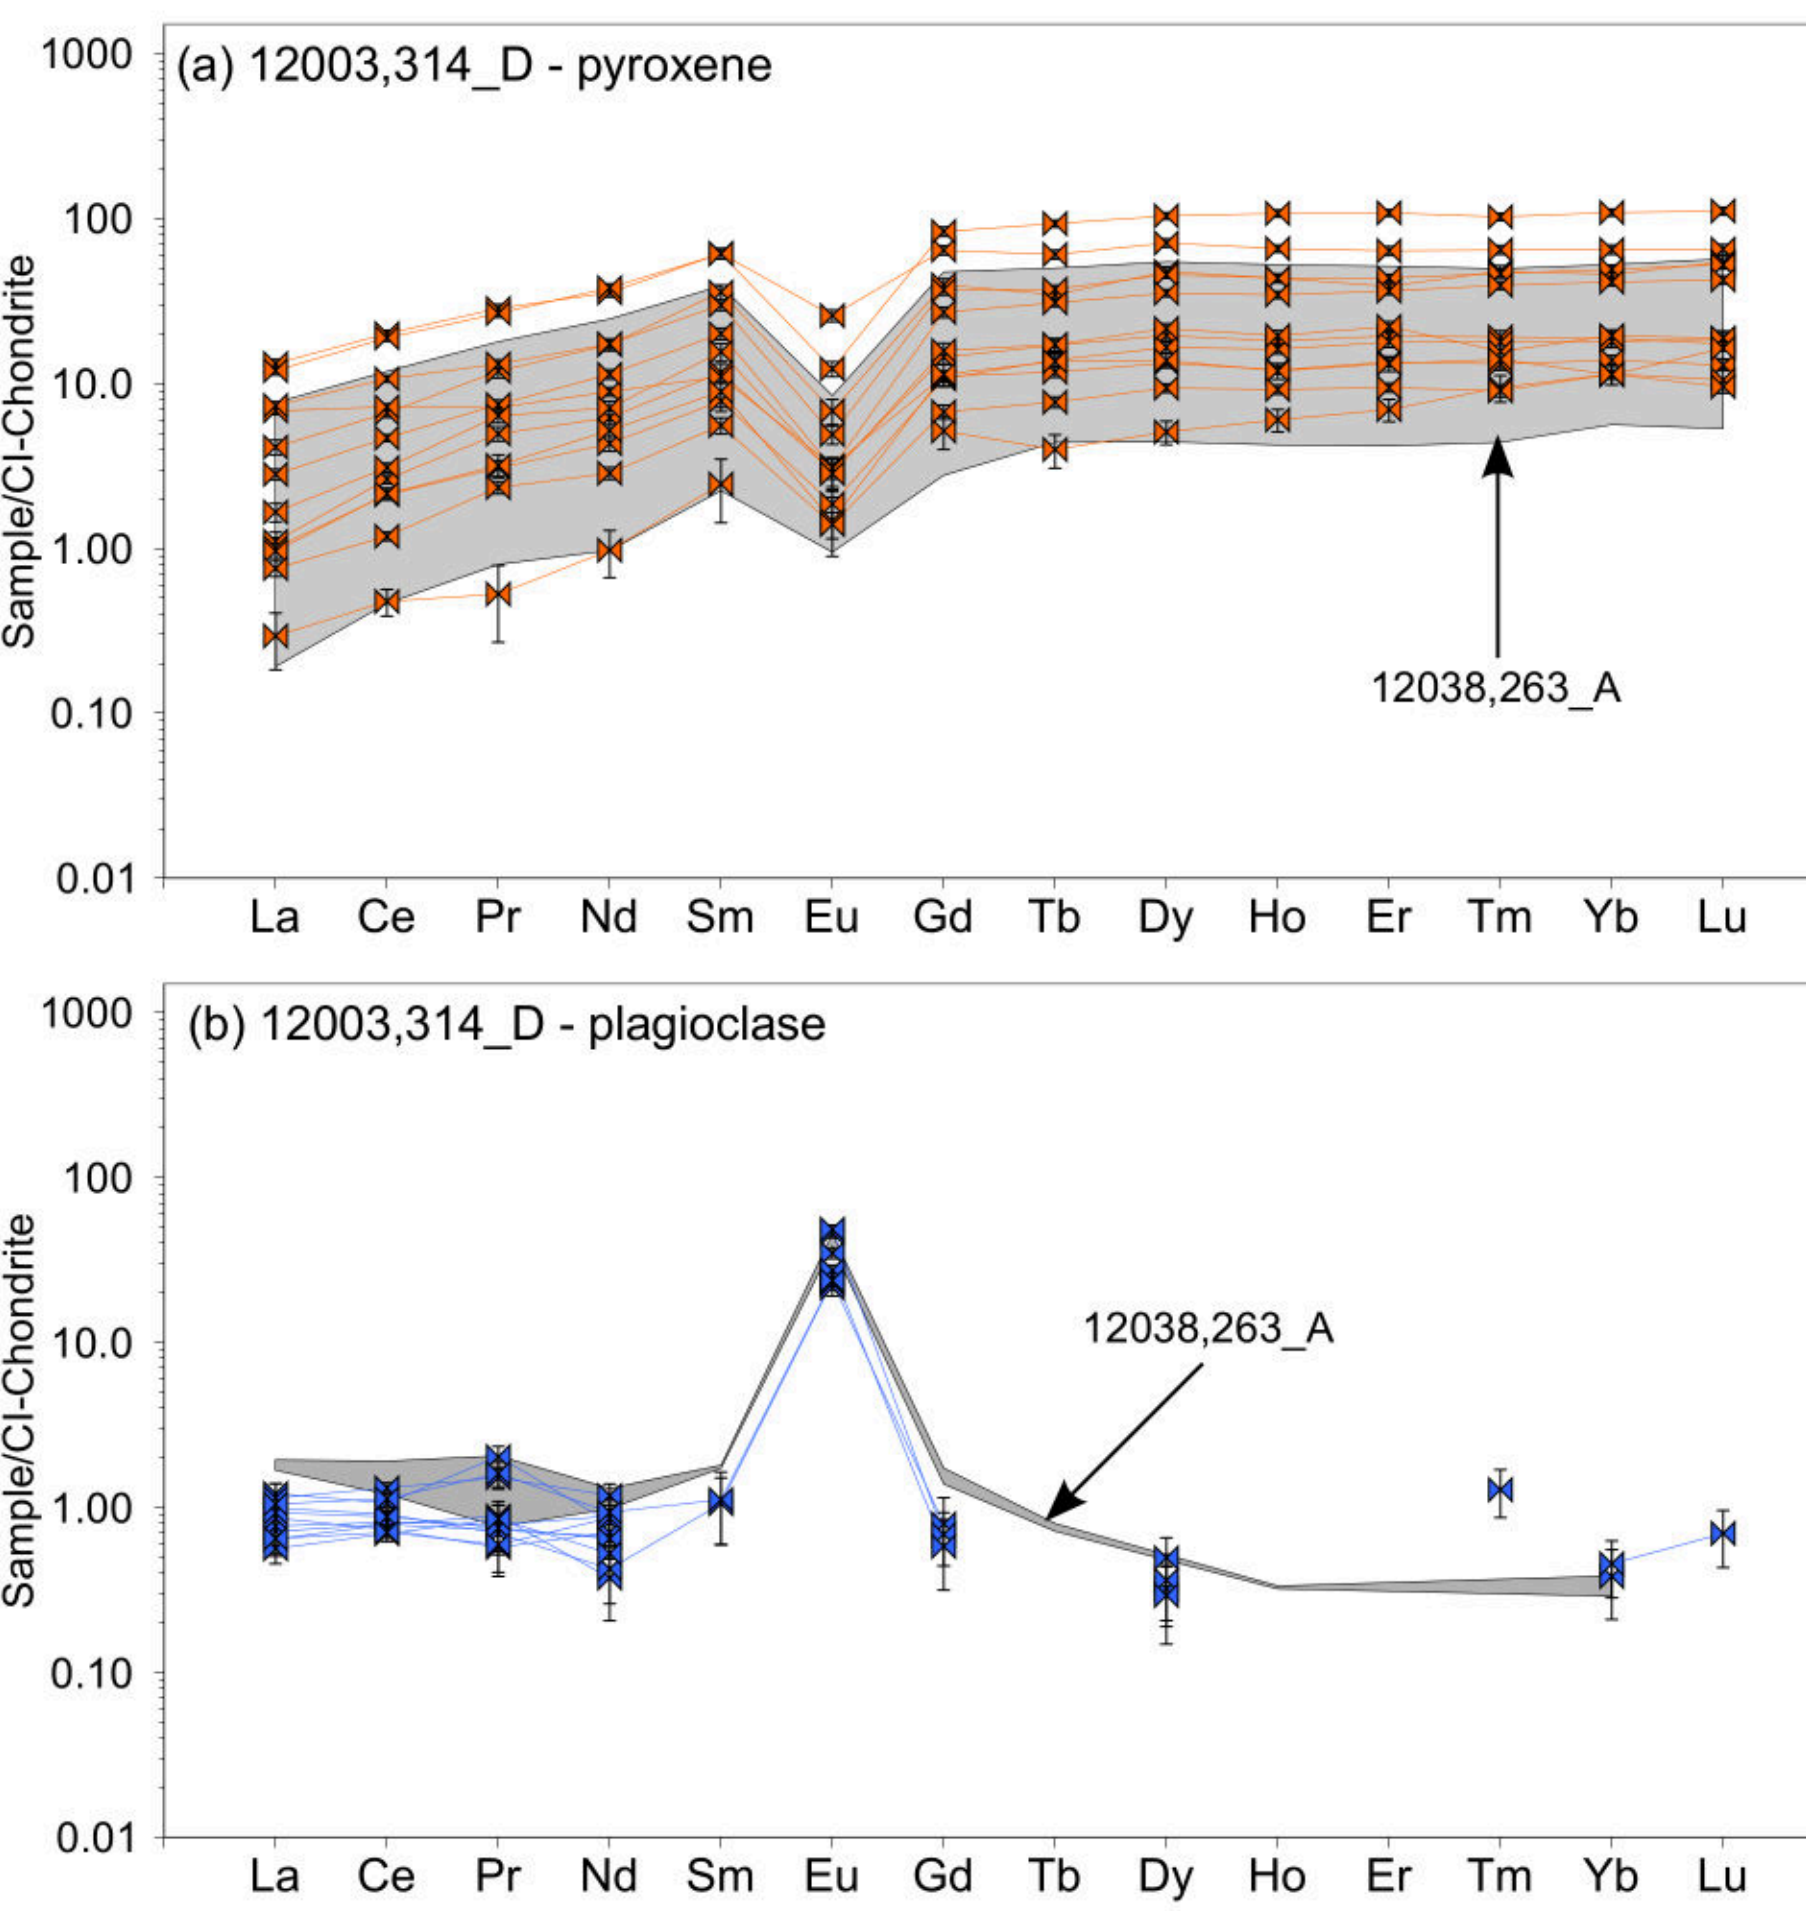 (a) 12003,314_D - pyroxene
Sample/CI-Chondrite
1000
100
10.0
1.00
0.10
0.01
12038,263_A
La Ce Pr Nd Sm Eu Gd Tb Dy Ho Er Tm Yb Lu
(b) 12003,314_D - plagioclase
Sample/CI-Chondrite
1000
100
10.0
1.00
0.10
0.01
12038,263_A
La Ce Pr Nd Sm Eu Gd Tb Dy Ho Er Tm Yb Lu